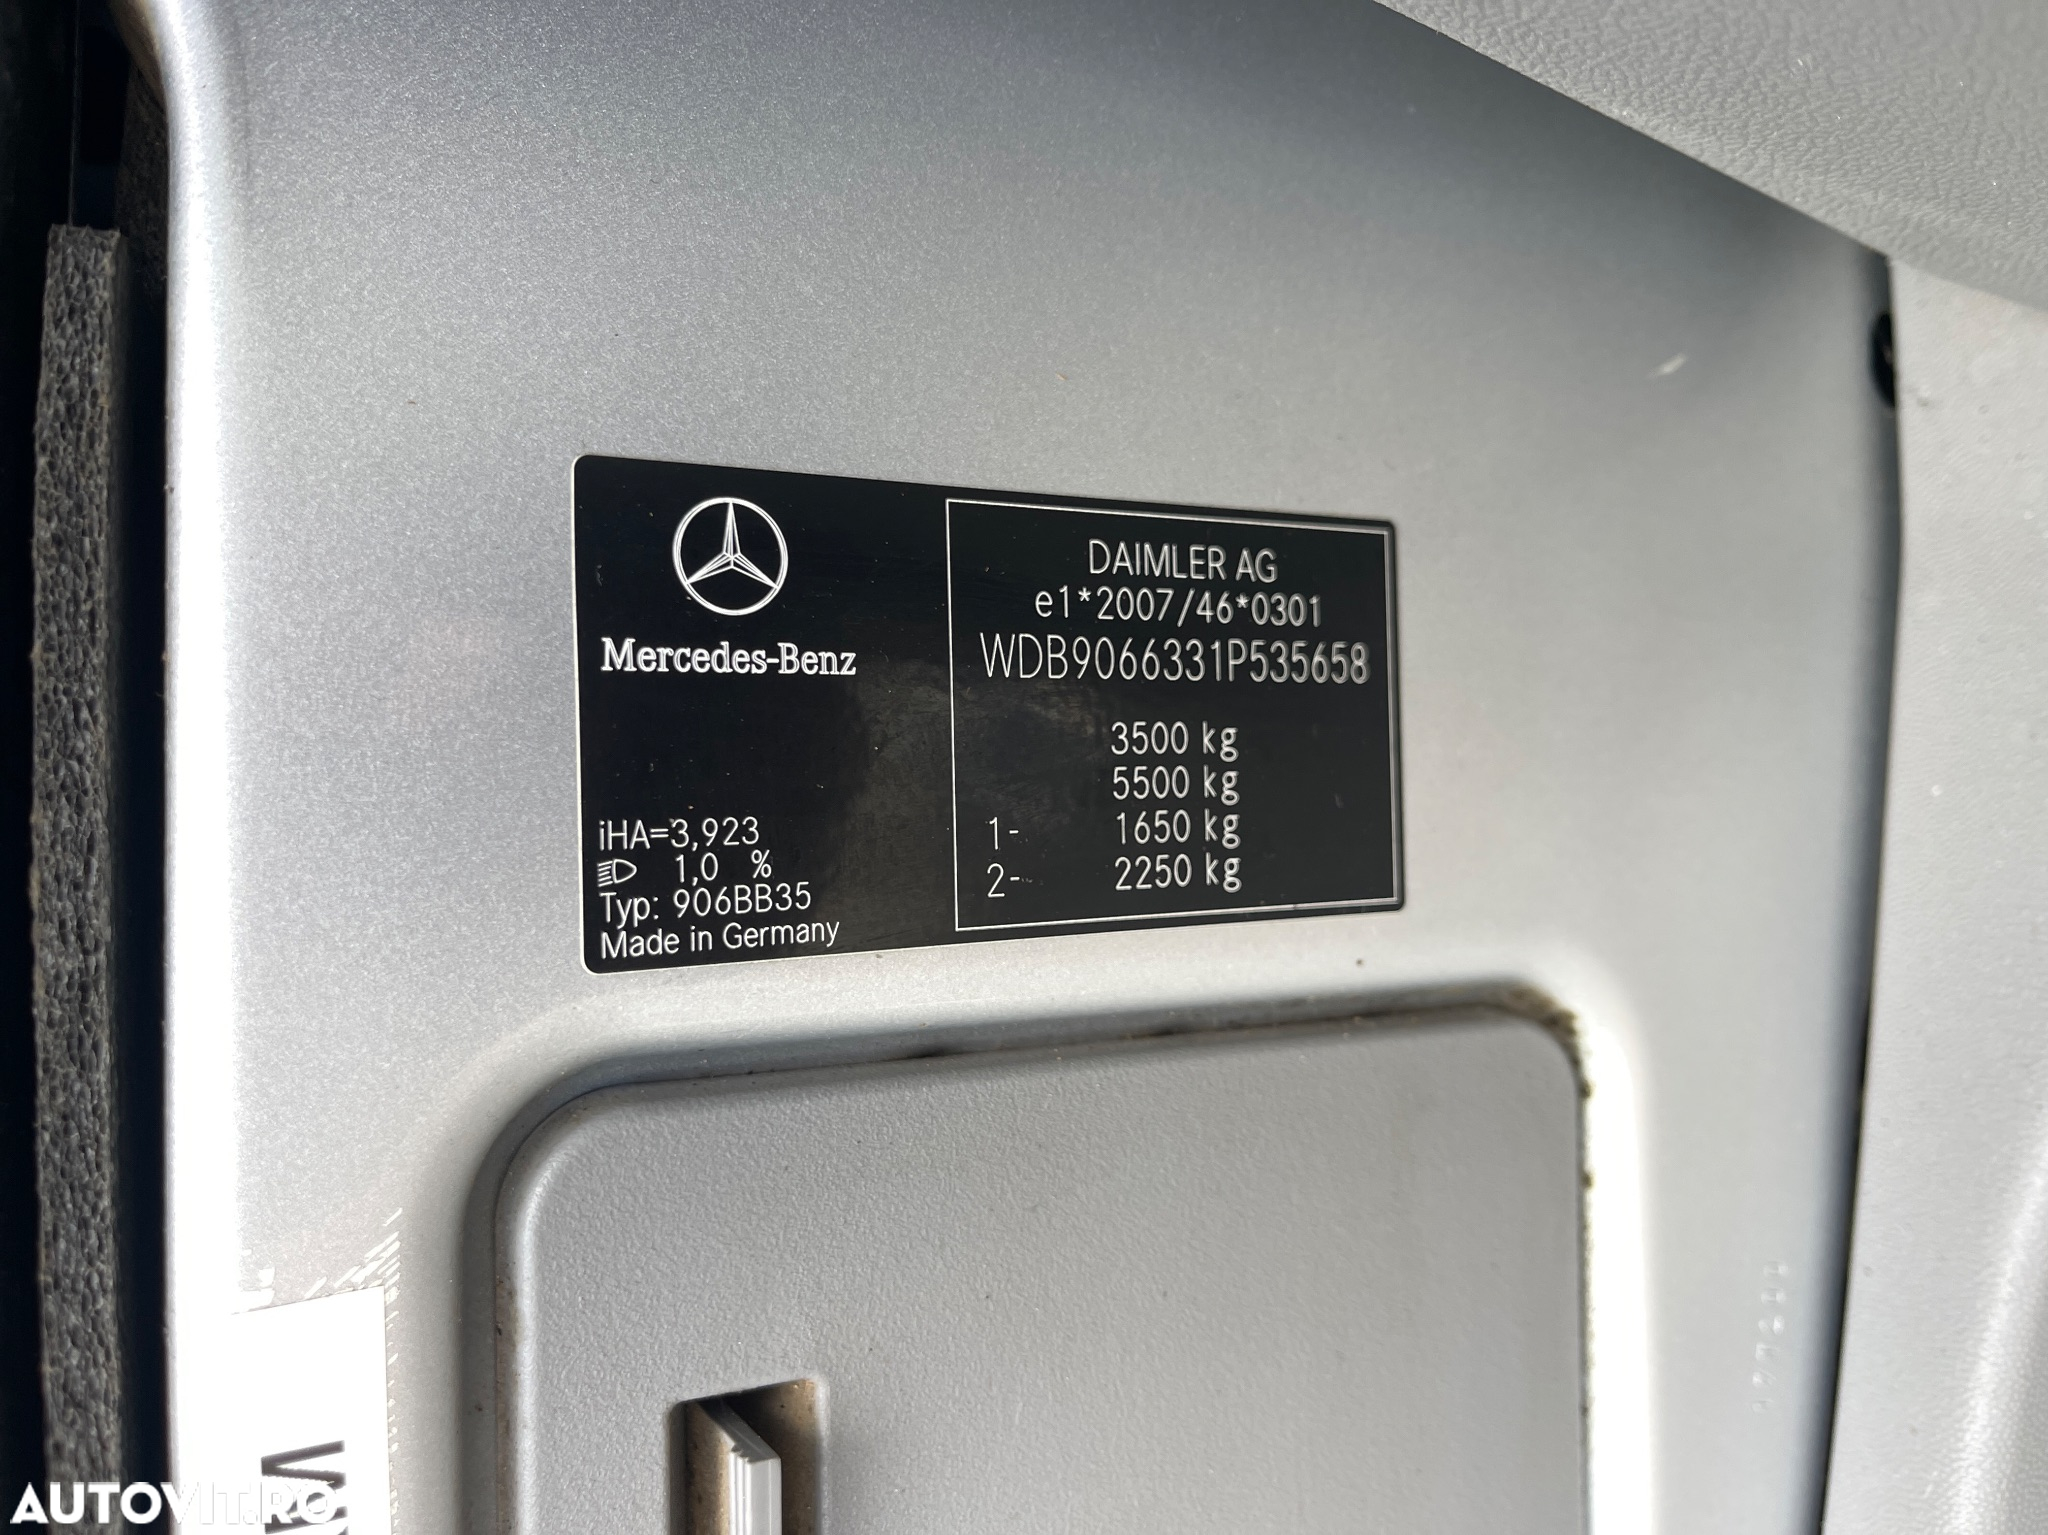 Mercedes-Benz
iHA=3,923
1,0 %
Typ: 906BB35
Made in Germany
DAIMLER AG
e1*2007/46*0301
WDB9066331P535658
3500 kg
5500 kg
1- 1650 kg
2- 2250 kg
AUTOVIT.RO